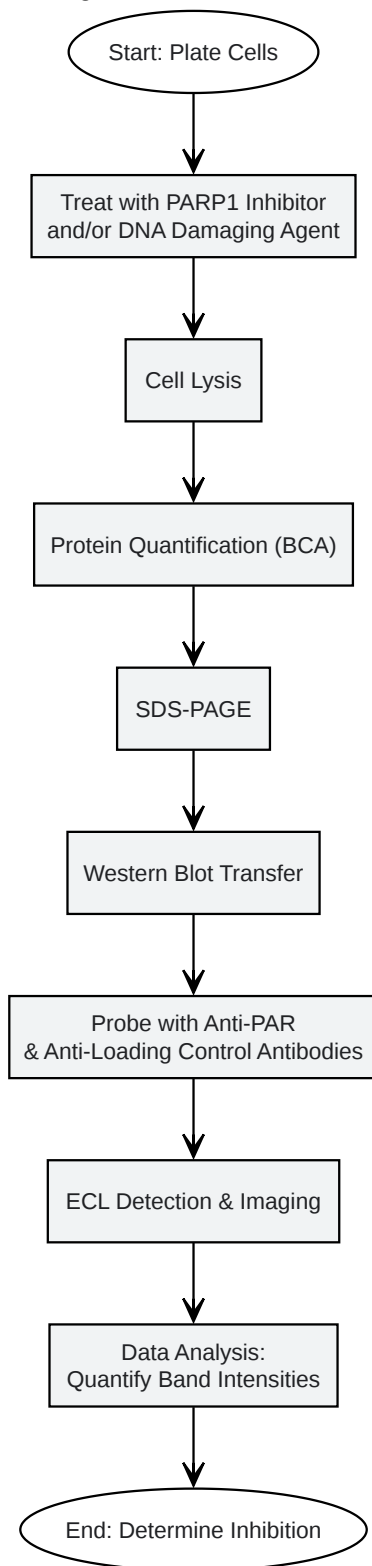 Start: Plate Cells
Treat with PARP1 Inhibitor
and/or DNA Damaging Agent
Cell Lysis
Protein Quantification (BCA)
SDS-PAGE
Western Blot Transfer
Probe with Anti-PAR
& Anti-Loading Control Antibodies
ECL Detection & Imaging
Data Analysis:
Quantify Band Intensities
End: Determine Inhibition